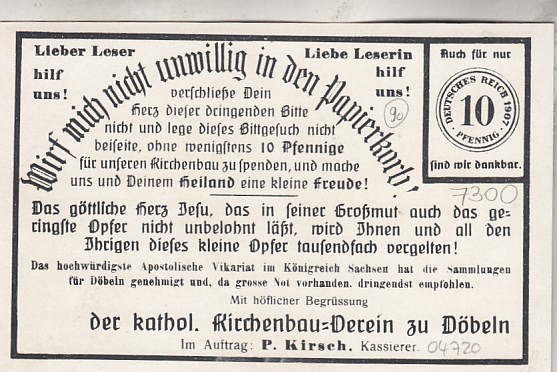 Lieber Leser
hilf
uns!
Liebe Leserin
hilf
uns!
Wirf mich nicht unwillig in den Papierkorb!
verschließe Dein
Herz dieser dringenden Bitte
nicht und lege dieses Bittgesuch nicht
beiseite, ohne wenigstens 10 Pfennige
für unseren Kirchenbau zu spenden, und mache
uns und Deinem Heiland eine kleine Freude!
Auch für nur
DEUTSCHES REICH 1907
10
PFENNIG
sind wir dankbar.
90
7300
Das göttliche Herz Jesu, das in seiner Großmut auch das ge-
ringste Opfer nicht unbelohnt läßt, wird Ihnen und all den
Ihrigen dieses kleine Opfer tausendfach vergelten!
Das hochwürdigste Apostolische Vikariat im Königreich Sachsen hat die Sammlungen
für Döbeln genehmigt und, da grosse Not vorhanden, dringendst empfohlen.
Mit höflicher Begrüssung
der kathol. Kirchenbau-Verein zu Döbeln
Im Auftrag: P. Kirsch, Kassierer.
04720